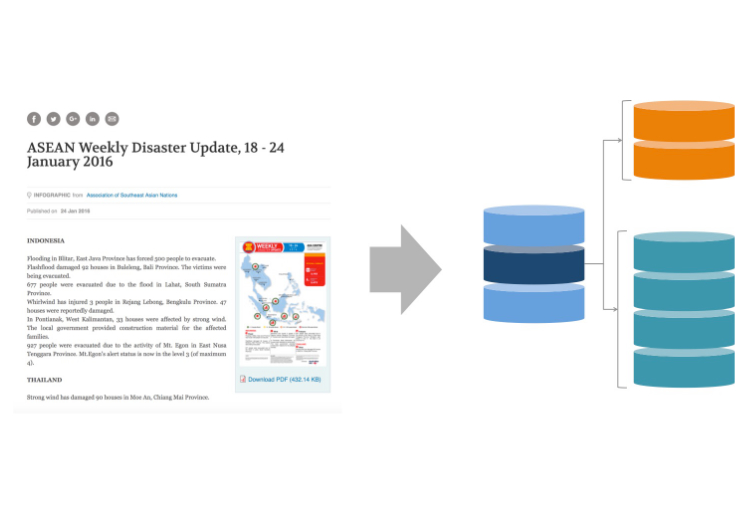 ASEAN Weekly Disaster Update, 18 - 24
January 2016
INFOGRAPHIC from Association of Southeast Asian Nations
Published on 24 Jan 2016
INDONESIA
Flooding in Blitar, East Java Province has forced 300 people to evacuate.
Flashflood damaged 52 houses in Buleleng, Bali Province. The victims were
being evacuated.
677 people were evacuated due to the flood in Lahat, South Sumatra
Province.
Whirlwind has injured 3 people in Rejang Lebong, Bengkulu Province. 47
houses were reportedly damaged.
In Pontianak, West Kalimantan, 33 houses were affected by strong wind.
The local government provided construction material for the affected
families.
927 people were evacuated due to the activity of Mt. Egon in East Nusa
Tenggara Province. Mt.Egon's alert status is now in the level 3 (of maximum
4).
WEEKLY
Download PDF (432.14 KB)
THAILAND
Strong wind has damaged 90 houses in Moe An, Chiang Mai Province.